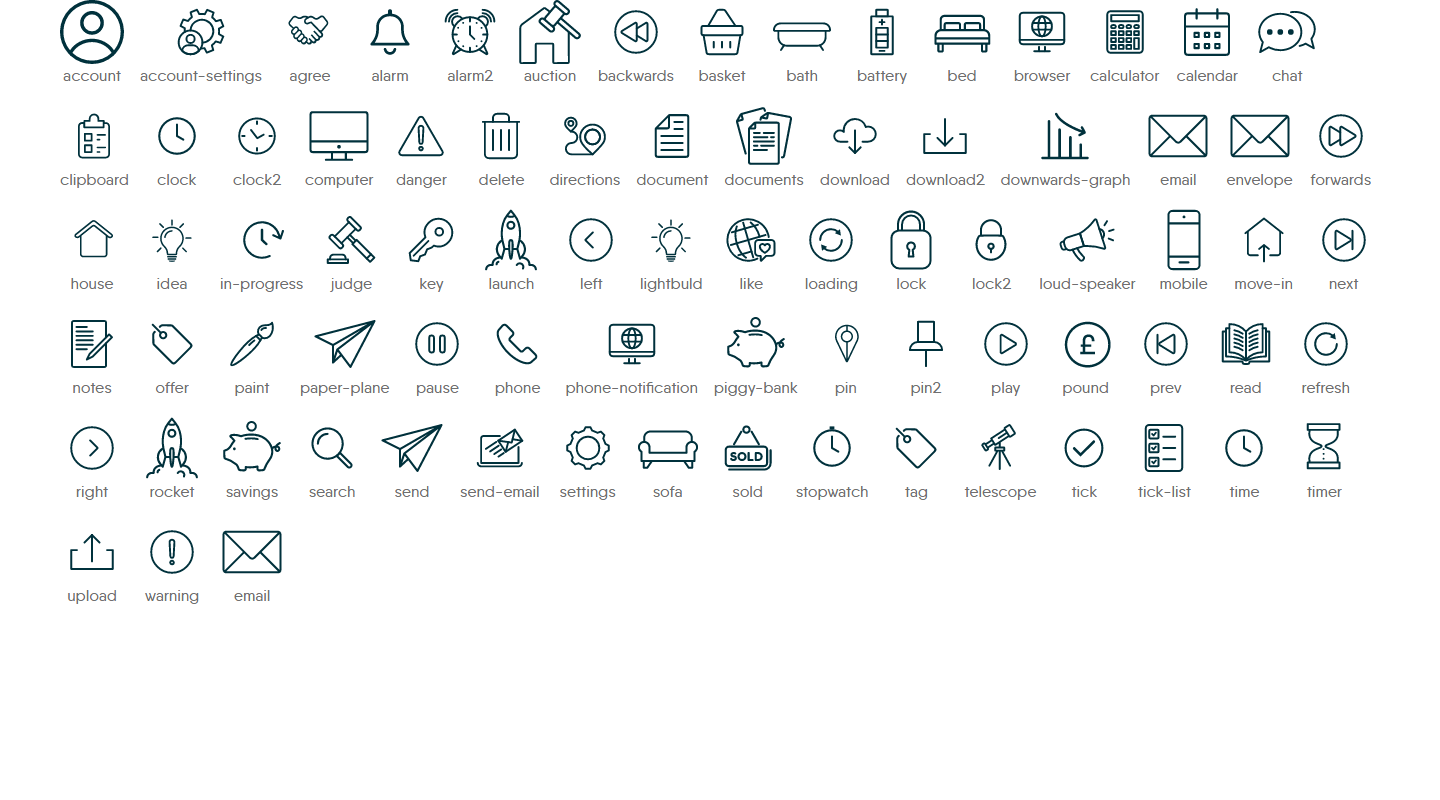 account account-settings agree alarm alarm2 auction backwards basket bath battery bed browser calculator calendar chat
clipboard clock clock2 computer danger delete directions document documents download download2 downwards-graph email envelope forwards
house idea in-progress judge key launch left lightbuld like loading lock lock2 loud-speaker mobile move-in next
£
notes offer paint paper-plane pause phone phone-notification piggy-bank pin pin2 play pound prev read refresh
SOLD
right rocket savings search send send-email settings sofa sold stopwatch tag telescope tick tick-list time timer
upload warning email